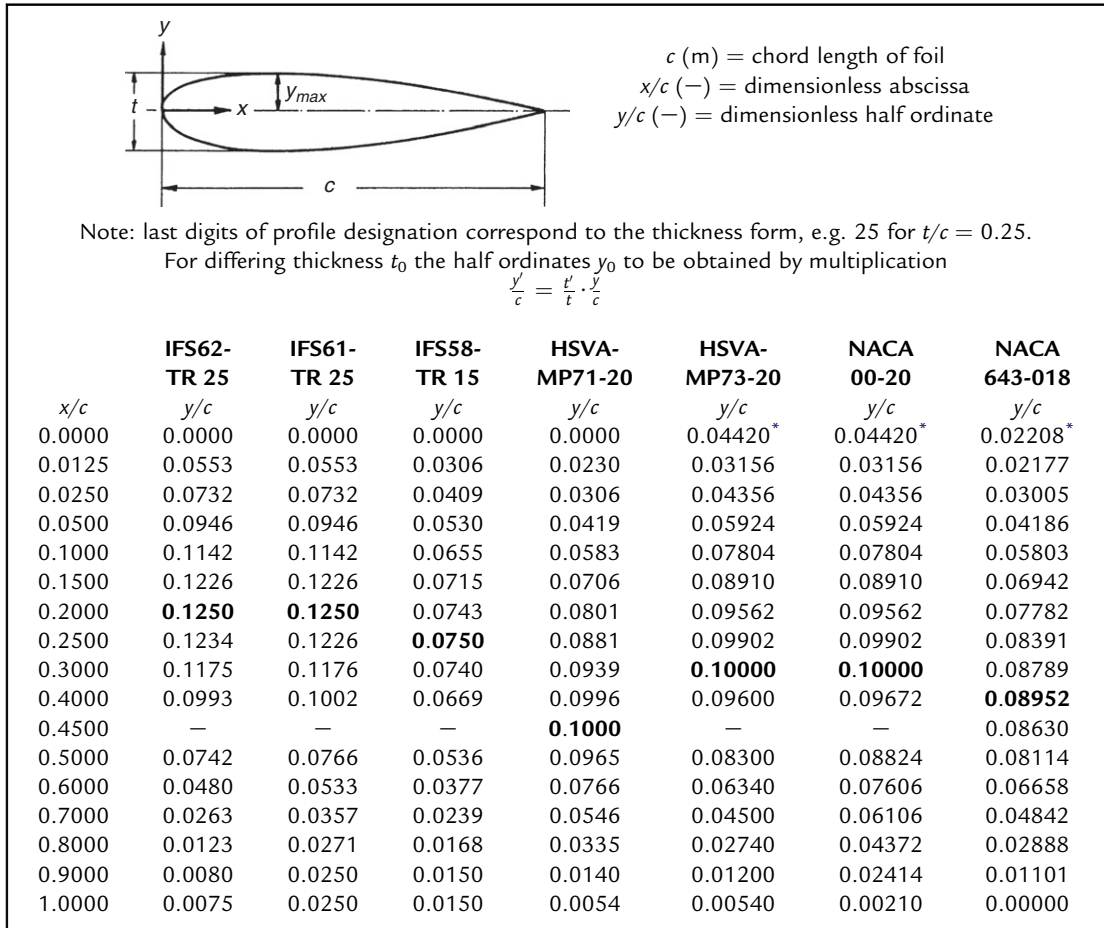 y
c (m) = chord length of foil
x/c (−) = dimensionless abscissa
y/c (−) = dimensionless half ordinate
t
x
y_max
c
Note: last digits of profile designation correspond to the thickness form, e.g. 25 for t/c = 0.25.
For differing thickness t_0 the half ordinates y_0 to be obtained by multiplication
y′/c = t′/t · y/c
IFS62- IFS61- IFS58- HSVA- HSVA- NACA NACA
TR 25 TR 25 TR 15 MP71-20 MP73-20 00-20 643-018
x/c y/c y/c y/c y/c y/c y/c y/c
0.0000 0.0000 0.0000 0.0000 0.0000 0.04420* 0.04420* 0.02208*
0.0125 0.0553 0.0553 0.0306 0.0230 0.03156 0.03156 0.02177
0.0250 0.0732 0.0732 0.0409 0.0306 0.04356 0.04356 0.03005
0.0500 0.0946 0.0946 0.0530 0.0419 0.05924 0.05924 0.04186
0.1000 0.1142 0.1142 0.0655 0.0583 0.07804 0.07804 0.05803
0.1500 0.1226 0.1226 0.0715 0.0706 0.08910 0.08910 0.06942
0.2000 0.1250 0.1250 0.0743 0.0801 0.09562 0.09562 0.07782
0.2500 0.1234 0.1226 0.0750 0.0881 0.09902 0.09902 0.08391
0.3000 0.1175 0.1176 0.0740 0.0939 0.10000 0.10000 0.08789
0.4000 0.0993 0.1002 0.0669 0.0996 0.09600 0.09672 0.08952
0.4500 − − − 0.1000 − − 0.08630
0.5000 0.0742 0.0766 0.0536 0.0965 0.08300 0.08824 0.08114
0.6000 0.0480 0.0533 0.0377 0.0766 0.06340 0.07606 0.06658
0.7000 0.0263 0.0357 0.0239 0.0546 0.04500 0.06106 0.04842
0.8000 0.0123 0.0271 0.0168 0.0335 0.02740 0.04372 0.02888
0.9000 0.0080 0.0250 0.0150 0.0140 0.01200 0.02414 0.01101
1.0000 0.0075 0.0250 0.0150 0.0054 0.00540 0.00210 0.00000